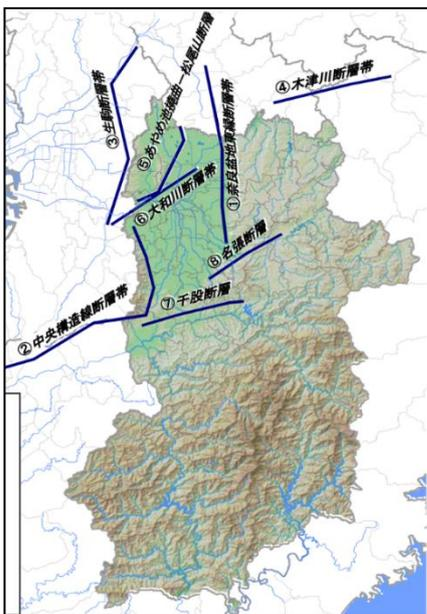 ①奈良盆地東縁断層帯
②中央構造線断層帯
③生駒断層帯
④木津川断層帯
⑤あやめ池撓曲ー松尾山断層
⑥大和川断層帯
⑦千股断層
⑧名張断層